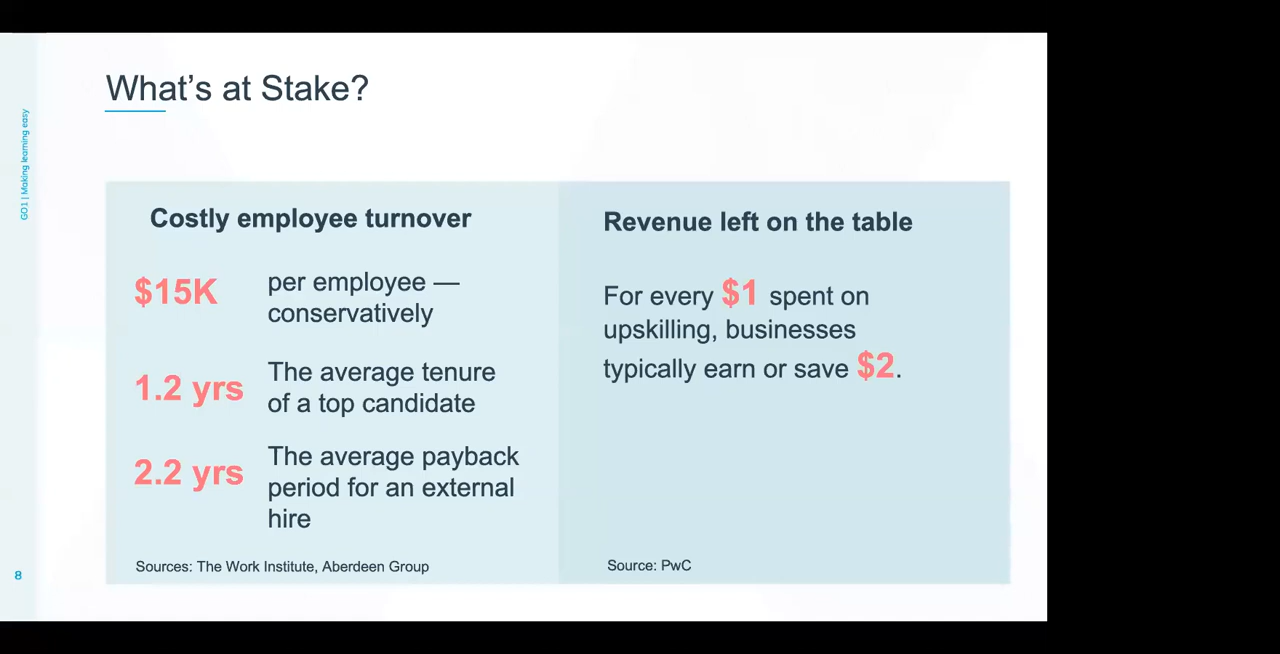 What's at Stake?
GO1 | Making learning easy
Costly employee turnover
$15K per employee —
conservatively
1.2 yrs The average tenure
of a top candidate
2.2 yrs The average payback
period for an external
hire
Sources: The Work Institute, Aberdeen Group
Revenue left on the table
For every $1 spent on
upskilling, businesses
typically earn or save $2.
Source: PwC
8